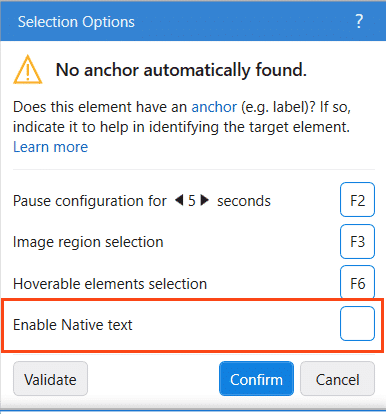 Selection Options ?
No anchor automatically found.
Does this element have an anchor (e.g. label)? If so,
indicate it to help in identifying the target element.
Learn more
Pause configuration for 5 seconds F2
Image region selection F3
Hoverable elements selection F6
Enable Native text
Validate Confirm Cancel